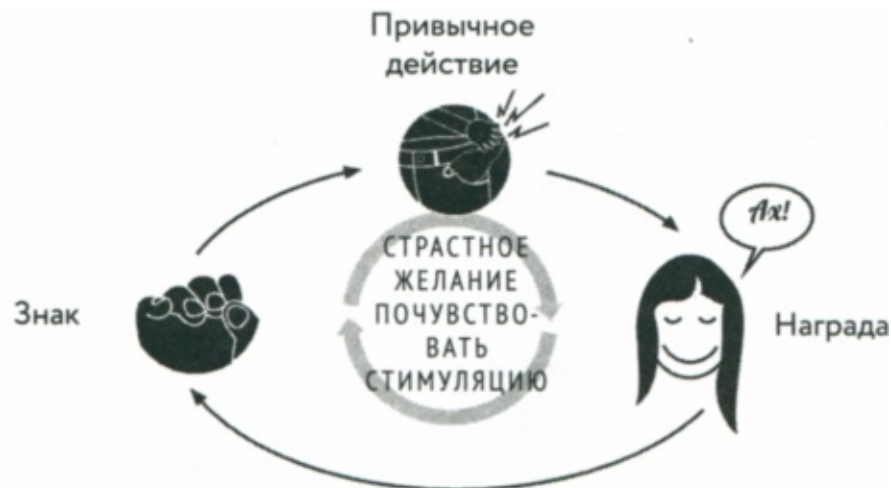 Привычное
действие
Ах!
СТРАСТНОЕ
ЖЕЛАНИЕ
ПОЧУВСТВО-
ВАТЬ
СТИМУЛЯЦИЮ
Знак
Награда